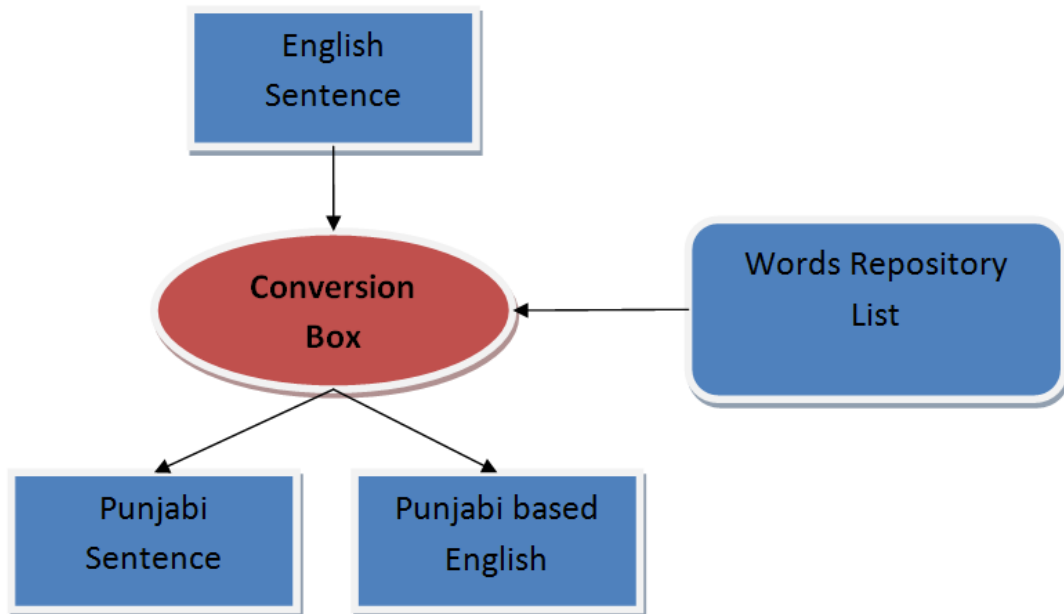 English
Sentence
Conversion
Box
Words Repository
List
Punjabi
Sentence
Punjabi based
English